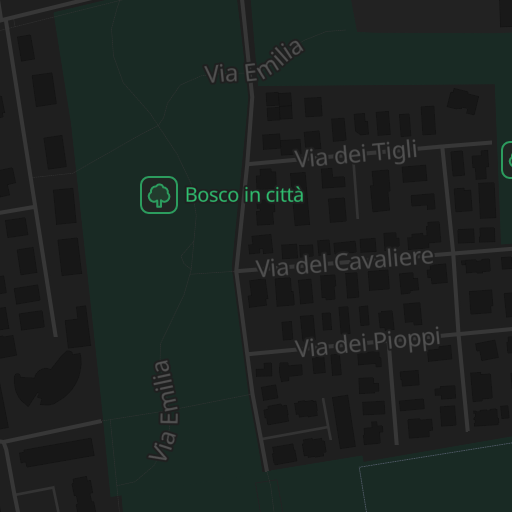 Via Emilia
Via dei Tigli
Bosco in città
Via del Cavaliere
Via dei Pioppi
Via Emilia